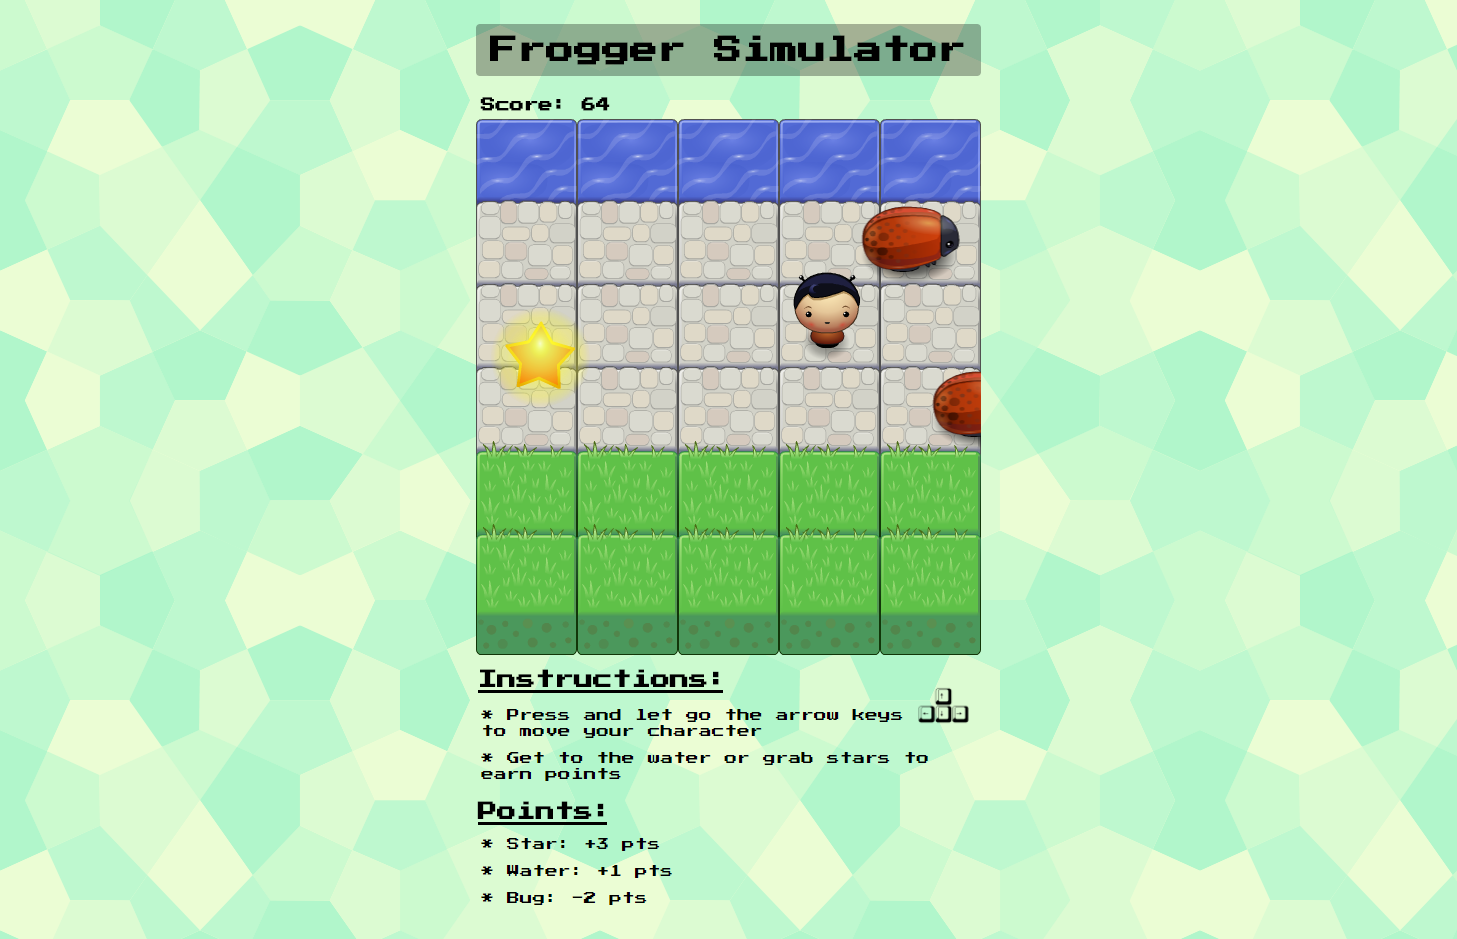 Frogger Simulator
Score: 64
Instructions:
* Press and let go the arrow keys
to move your character
* Get to the water or grab stars to
earn points
Points:
* Star: +3 pts
* Water: +1 pts
* Bug: -2 pts